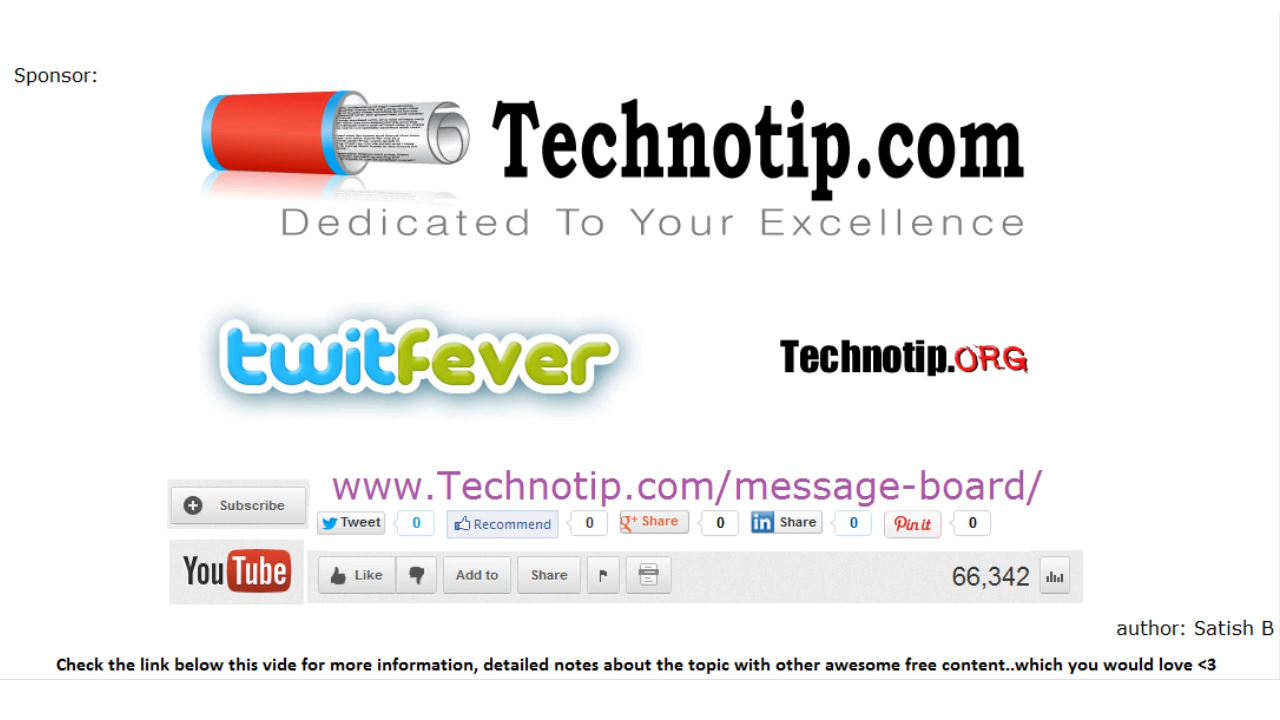 Sponsor:
Technotip.com
Dedicated To Your Excellence
twitfever
Technotip.ORG
www.Technotip.com/message-board/
Subscribe
Tweet 0 Recommend 0 g+ Share 0 in Share 0 Pin it 0
YouTube Like Add to Share 66,342
author: Satish B
Check the link below this vide for more information, detailed notes about the topic with other awesome free content..which you would love <3